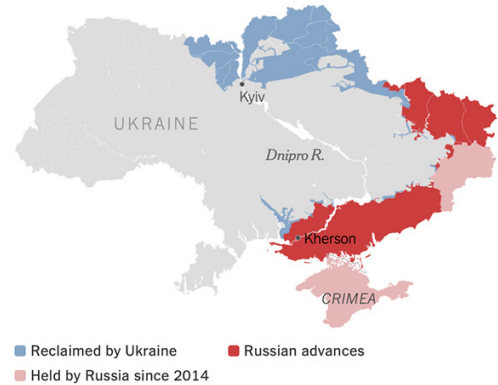 Kyiv
UKRAINE
Dnipro R.
Kherson
CRIMEA
Reclaimed by Ukraine
Russian advances
Held by Russia since 2014